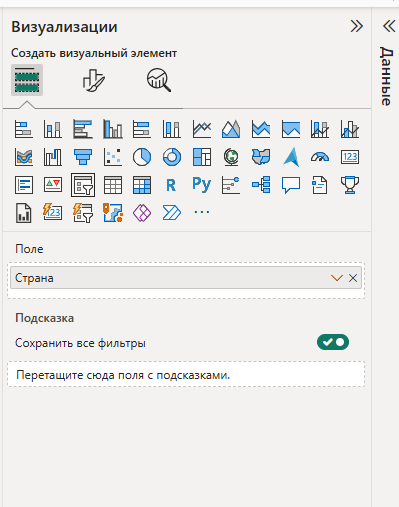 Визуализации
Создать визуальный элемент
123
R
Py
123
Поле
Страна
Подсказка
Сохранить все фильтры
Перетащите сюда поля с подсказками.
Данные